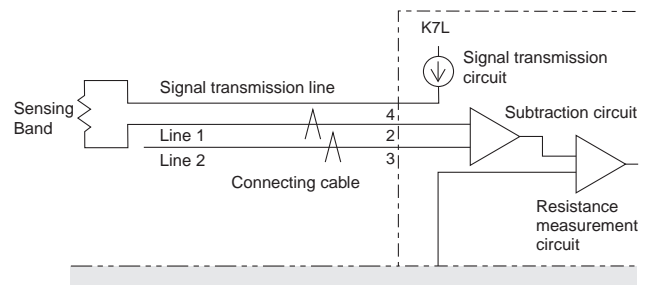 K7L
Signal transmission
circuit
Signal transmission line
Sensing
Band
4
Subtraction circuit
Line 1
2
Line 2
3
Connecting cable
Resistance
measurement
circuit